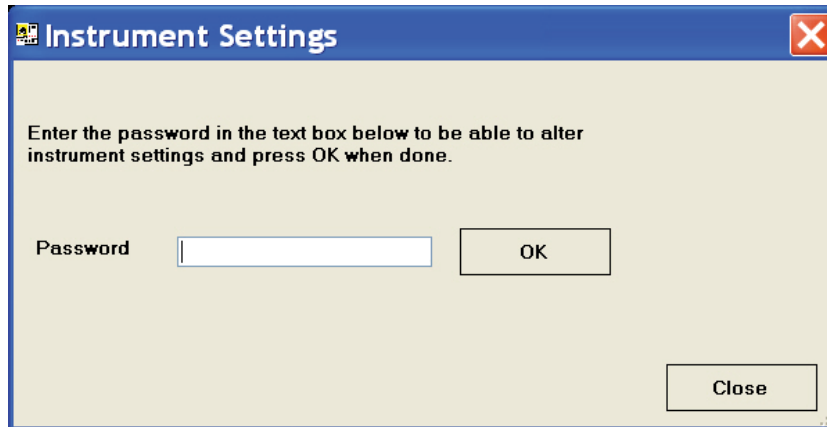 Instrument Settings
Enter the password in the text box below to be able to alter
instrument settings and press OK when done.
Password
OK
Close